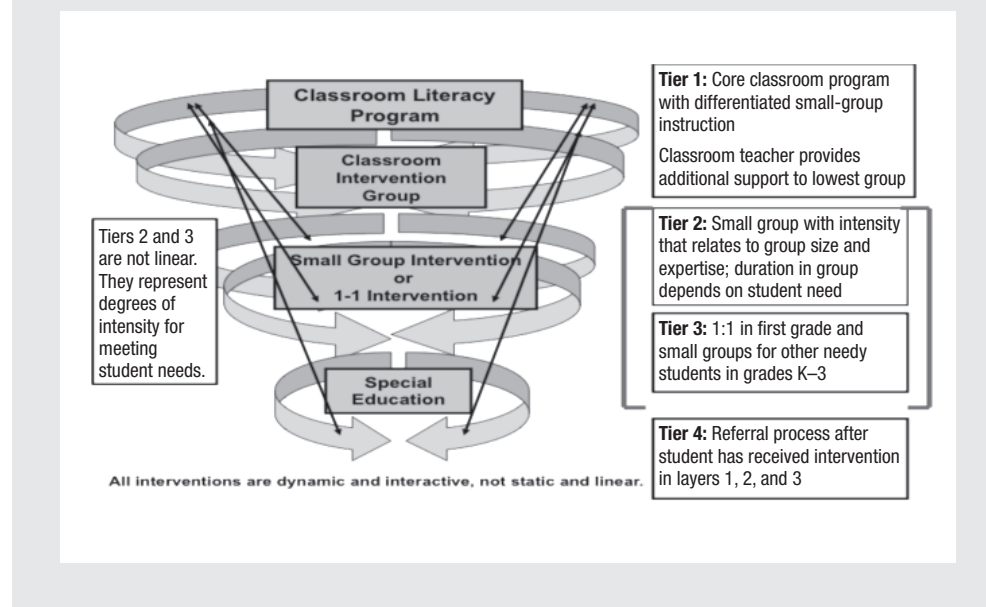 Classroom Literacy
Program
Classroom
Intervention
Group
Small Group Intervention
or
1-1 Intervention
Special
Education
Tiers 2 and 3
are not linear.
They represent
degrees of
intensity for
meeting
student needs.
Tier 1: Core classroom program
with differentiated small-group
instruction
Classroom teacher provides
additional support to lowest group
Tier 2: Small group with intensity
that relates to group size and
expertise; duration in group
depends on student need
Tier 3: 1:1 in first grade and
small groups for other needy
students in grades K–3
Tier 4: Referral process after
student has received intervention
in layers 1, 2, and 3
All interventions are dynamic and interactive, not static and linear.